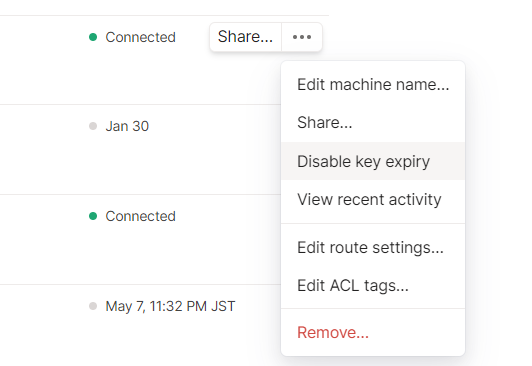 Connected
Share...
Edit machine name...
Share...
Jan 30
Disable key expiry
View recent activity
Connected
Edit route settings...
Edit ACL tags...
May 7, 11:32 PM JST
Remove...